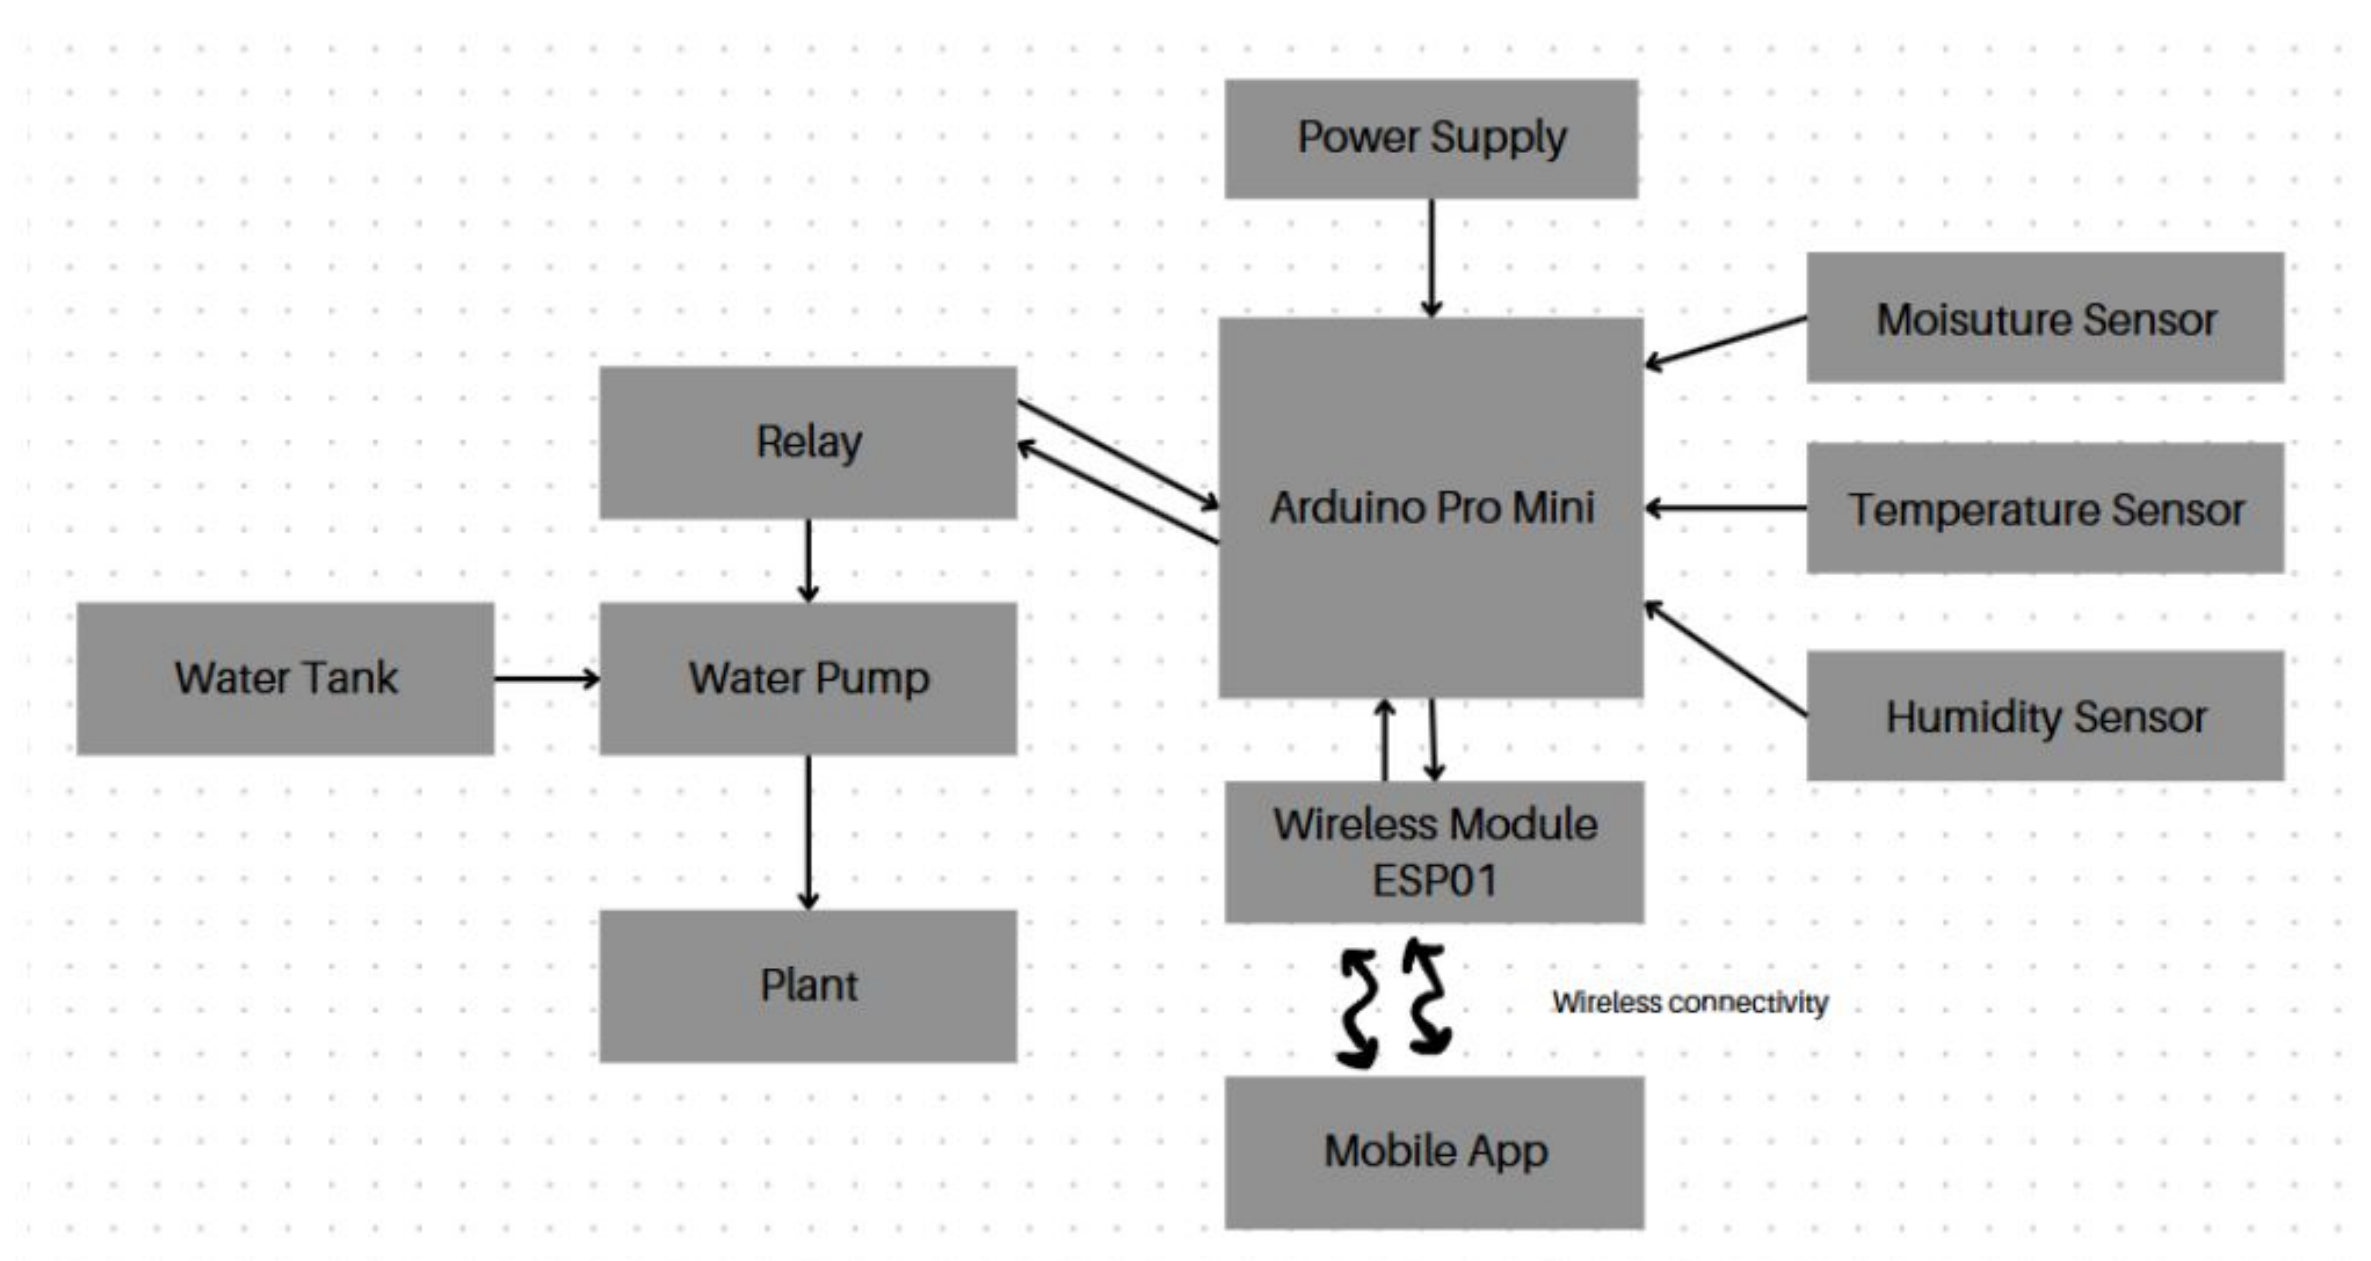 Power Supply
Moisuture Sensor
Relay
Arduino Pro Mini
Temperature Sensor
Water Tank
Water Pump
Humidity Sensor
Wireless Module
ESP01
Plant
Wireless connectivity
Mobile App